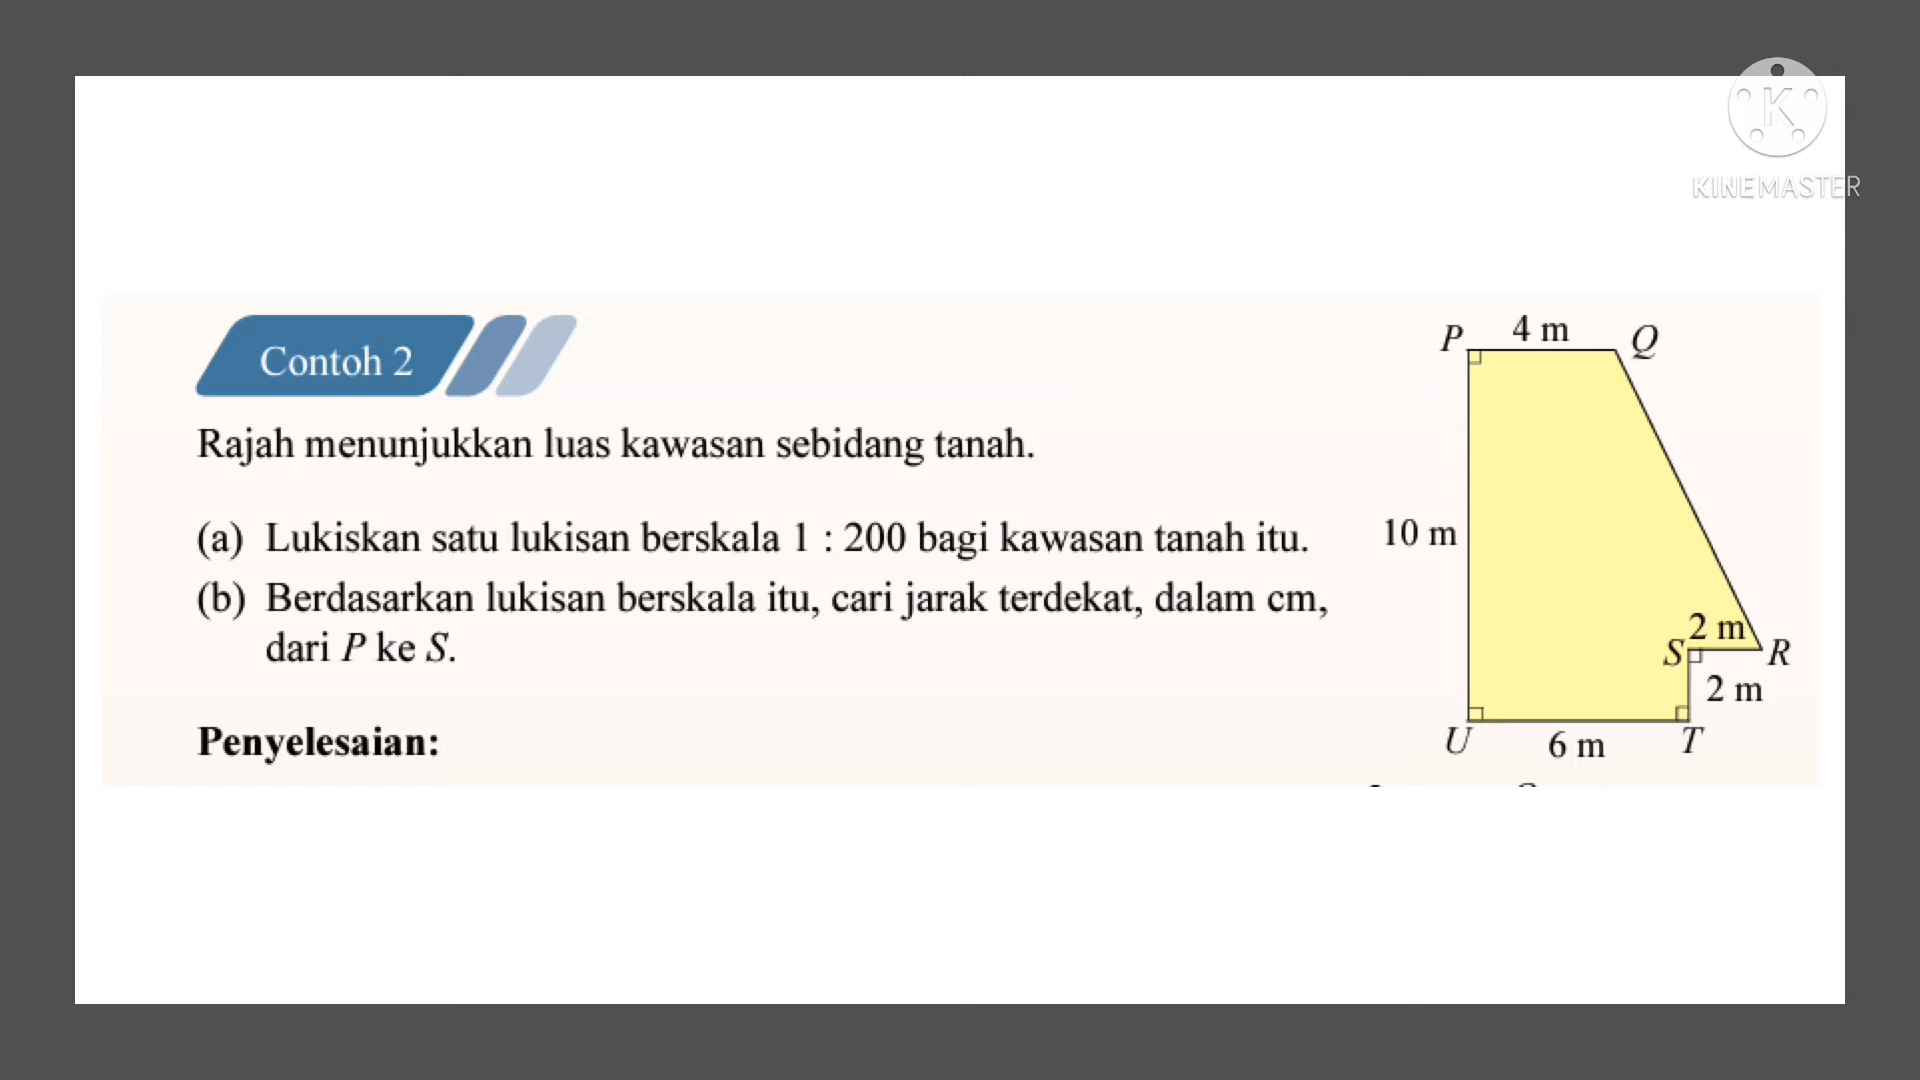 KINEMASTER
Contoh 2
Rajah menunjukkan luas kawasan sebidang tanah.
(a) Lukiskan satu lukisan berskala 1 : 200 bagi kawasan tanah itu.
(b) Berdasarkan lukisan berskala itu, cari jarak terdekat, dalam cm,
dari P ke S.
Penyelesaian:
P 4 m Q
10 m
2 m
S R
2 m
U 6 m T